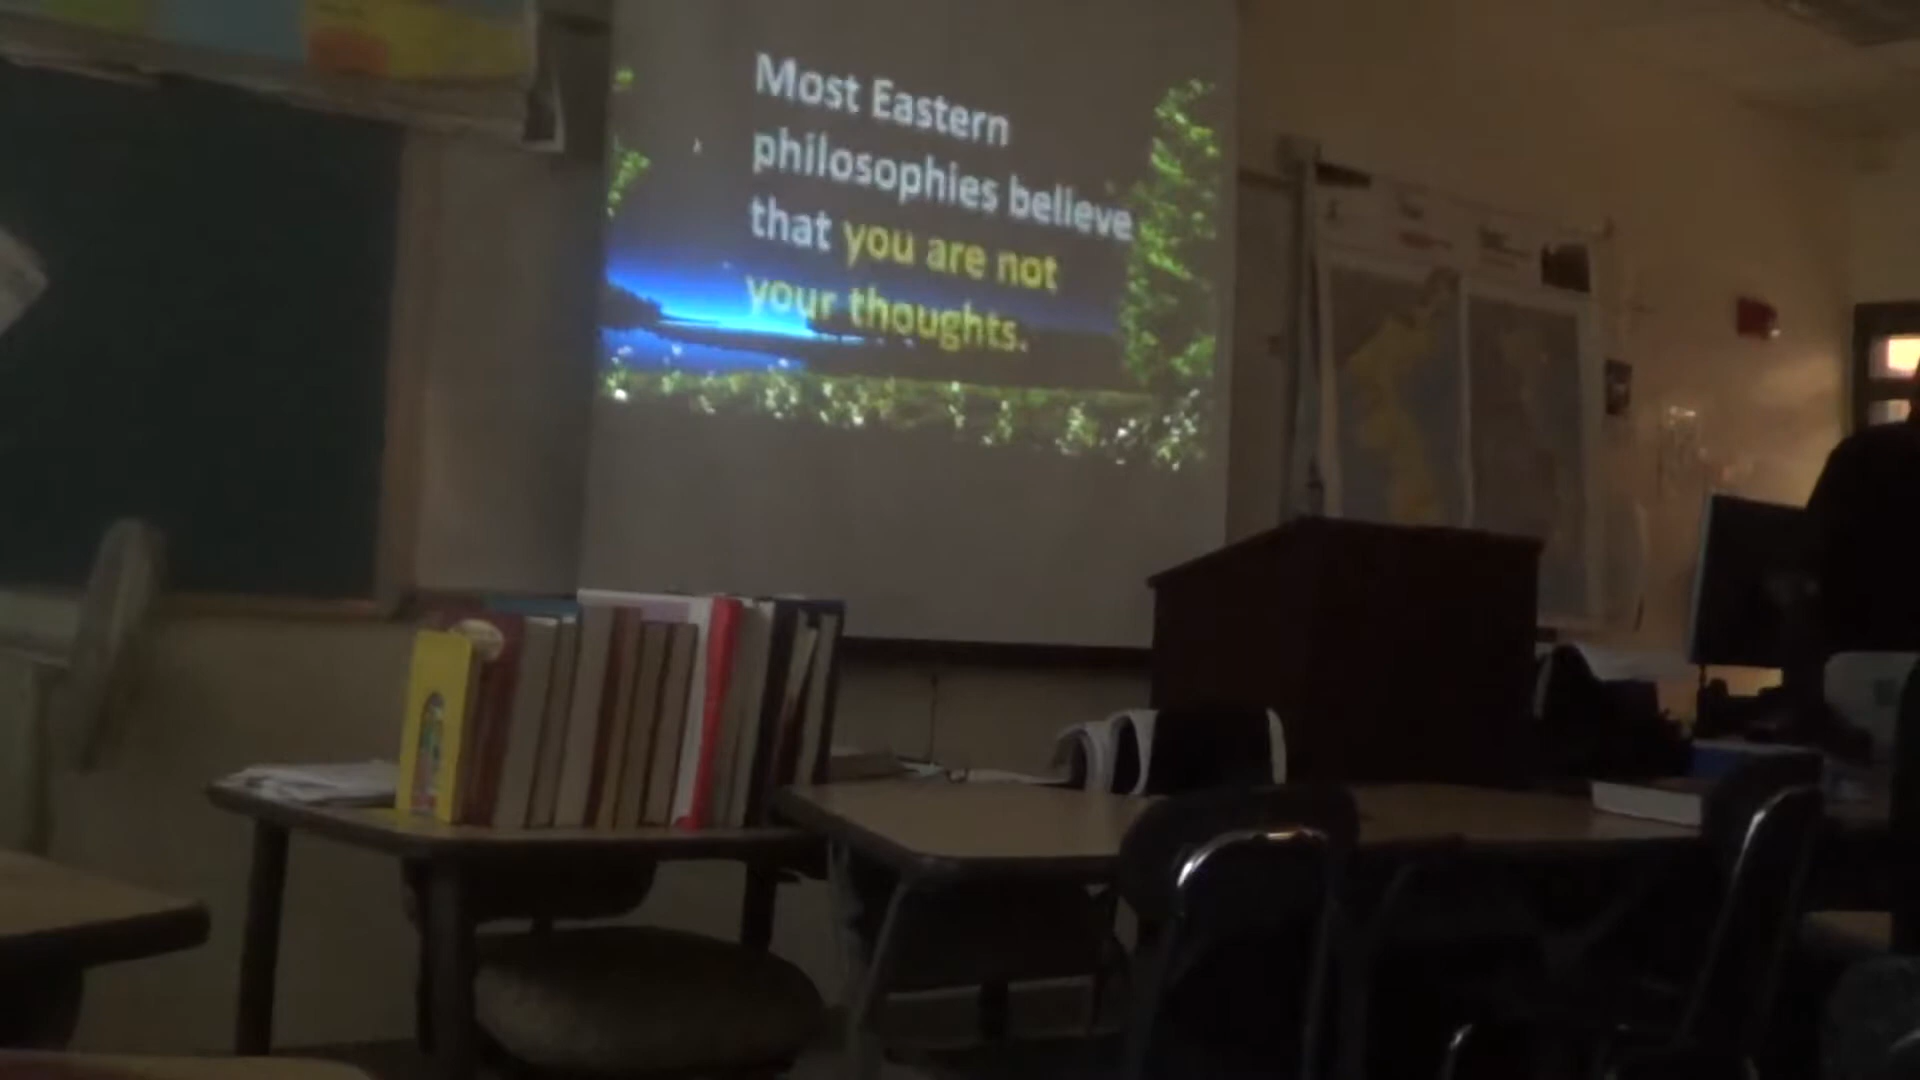 Most Eastern
philosophies believe
that you are not
your thoughts.